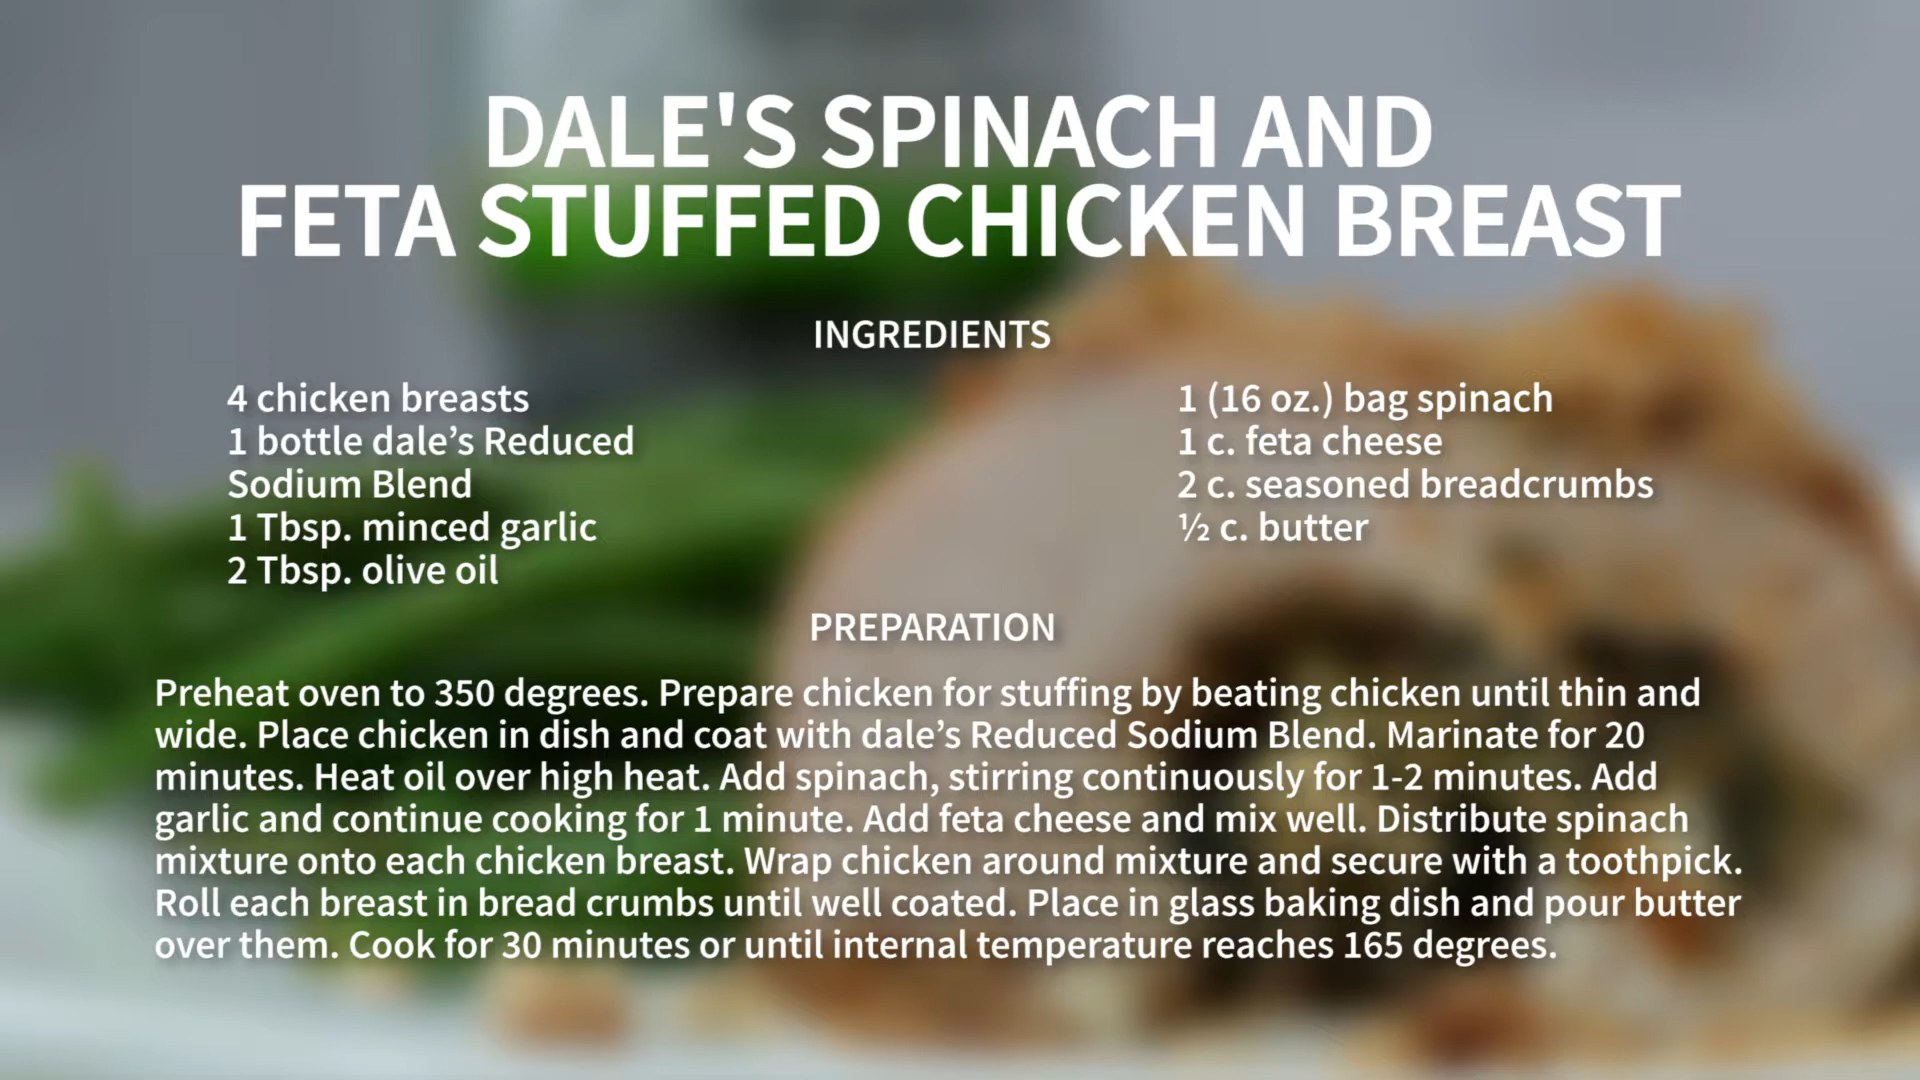 DALE'S SPINACH AND
FETA STUFFED CHICKEN BREAST
INGREDIENTS
4 chicken breasts
1 bottle dale’s Reduced
Sodium Blend
1 Tbsp. minced garlic
2 Tbsp. olive oil
1 (16 oz.) bag spinach
1 c. feta cheese
2 c. seasoned breadcrumbs
½ c. butter
PREPARATION
Preheat oven to 350 degrees. Prepare chicken for stuffing by beating chicken until thin and
wide. Place chicken in dish and coat with dale’s Reduced Sodium Blend. Marinate for 20
minutes. Heat oil over high heat. Add spinach, stirring continuously for 1-2 minutes. Add
garlic and continue cooking for 1 minute. Add feta cheese and mix well. Distribute spinach
mixture onto each chicken breast. Wrap chicken around mixture and secure with a toothpick.
Roll each breast in bread crumbs until well coated. Place in glass baking dish and pour butter
over them. Cook for 30 minutes or until internal temperature reaches 165 degrees.